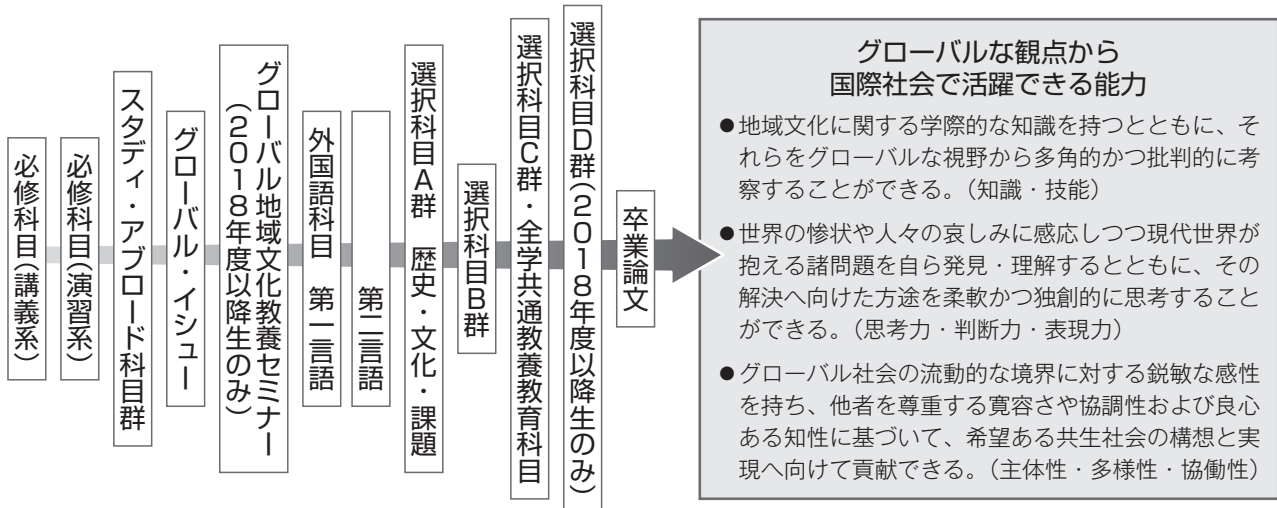 必修科目（講義系）
必修科目（演習系）
スタディ・アブロード科目群
グローバル・イシュー
グローバル地域文化教養セミナー
（2018年度以降生のみ）
外国語科目　第一言語
第二言語
選択科目A群　歴史・文化・課題
選択科目B群
選択科目C群・全学共通教養教育科目
選択科目D群（2018年度以降生のみ）
卒業論文
グローバルな観点から
国際社会で活躍できる能力
●地域文化に関する学際的な知識を持つとともに、そ
れらをグローバルな視野から多角的かつ批判的に考
察することができる。（知識・技能）
●世界の惨状や人々の哀しみに感応しつつ現代世界が
抱える諸問題を自ら発見・理解するとともに、その
解決へ向けた方途を柔軟かつ独創的に思考すること
ができる。（思考力・判断力・表現力）
●グローバル社会の流動的な境界に対する鋭敏な感性
を持ち、他者を尊重する寛容さや協調性および良心
ある知性に基づいて、希望ある共生社会の構想と実
現へ向けて貢献できる。（主体性・多様性・協働性）